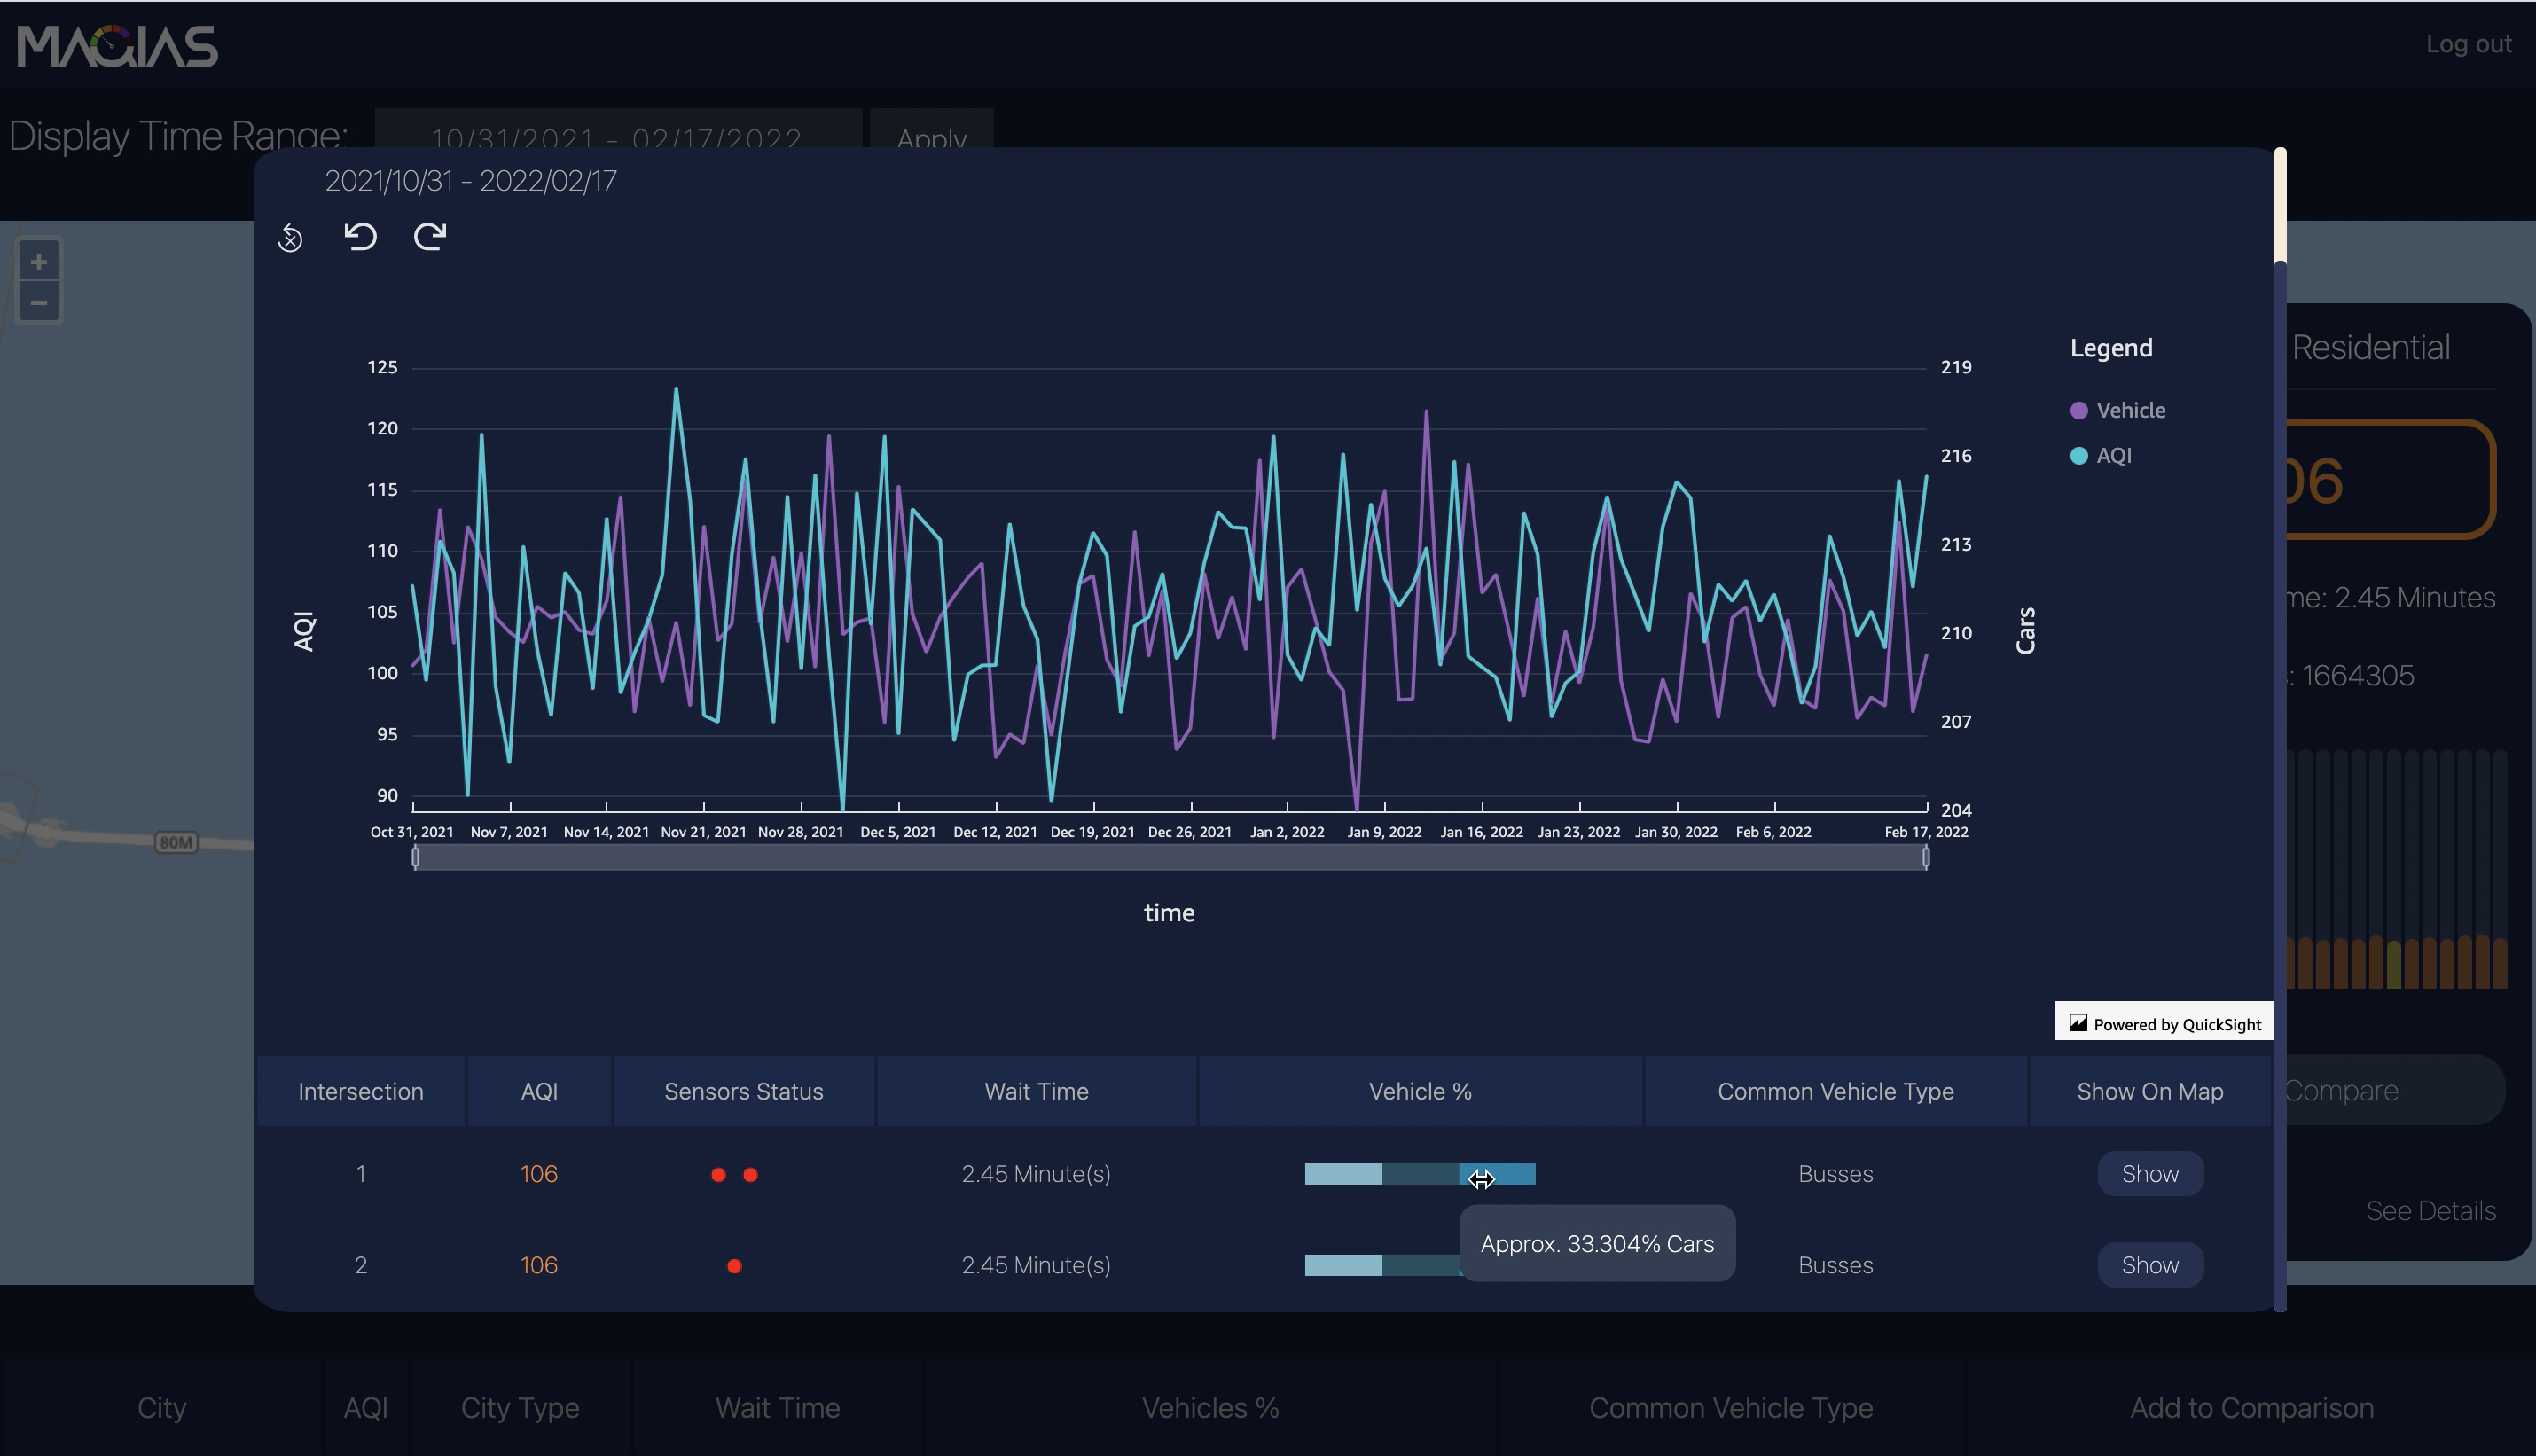 MAQIAS
Log out
Display Time Range:
10/31/2021 - 02/17/2022
Apply
2021/10/31 - 2022/02/17
+
−
Legend
Vehicle
AQI
125
120
115
110
105
100
95
90
AQI
219
216
213
210
207
204
Cars
Oct 31, 2021 Nov 7, 2021 Nov 14, 2021 Nov 21, 2021 Nov 28, 2021 Dec 5, 2021 Dec 12, 2021 Dec 19, 2021 Dec 26, 2021 Jan 2, 2022 Jan 9, 2022 Jan 16, 2022 Jan 23, 2022 Jan 30, 2022 Feb 6, 2022 Feb 17, 2022
time
80M
Residential
06
me: 2.45 Minutes
: 1664305
Compare
See Details
Powered by QuickSight
Intersection AQI Sensors Status Wait Time Vehicle % Common Vehicle Type Show On Map
1 106 2.45 Minute(s) Busses Show
Approx. 33.304% Cars
2 106 2.45 Minute(s) Busses Show
City AQI City Type Wait Time Vehicles % Common Vehicle Type Add to Comparison